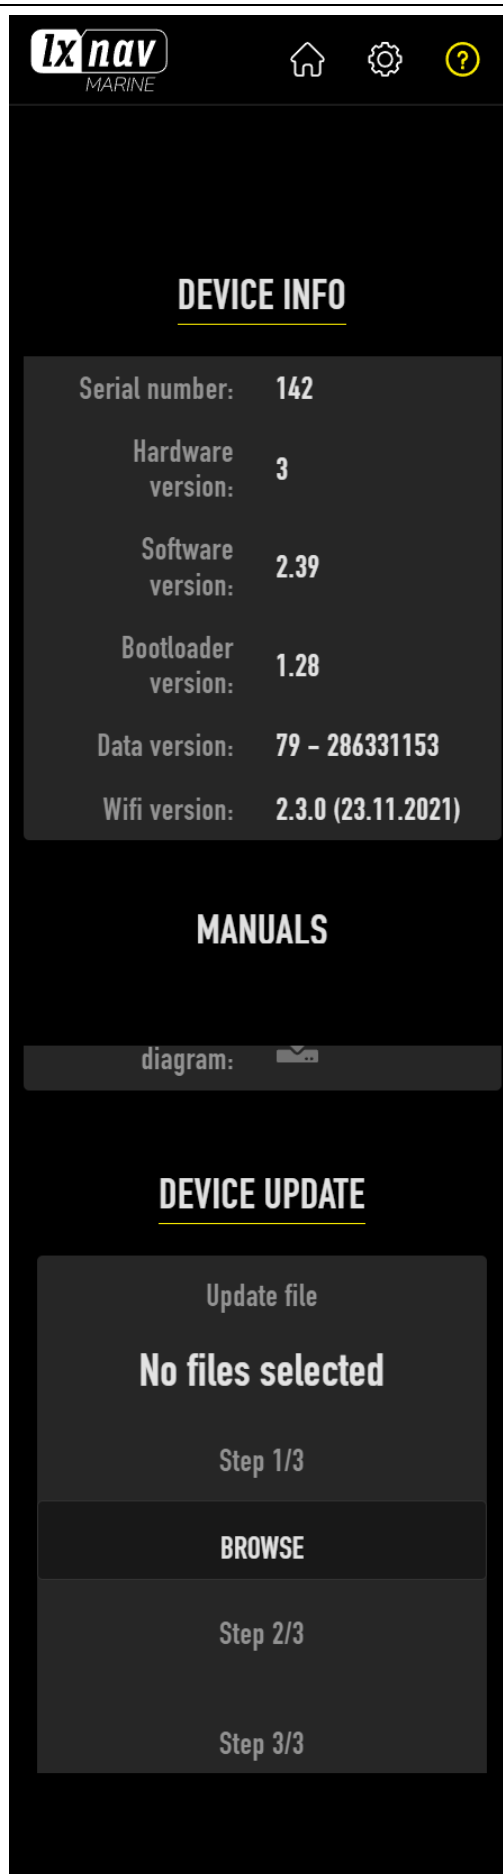 lx nav
MARINE
?
DEVICE INFO
Serial number: 142
Hardware
version: 3
Software
version: 2.39
Bootloader
version: 1.28
Data version: 79 - 286331153
Wifi version: 2.3.0 (23.11.2021)
MANUALS
diagram:
DEVICE UPDATE
Update file
No files selected
Step 1/3
BROWSE
Step 2/3
Step 3/3